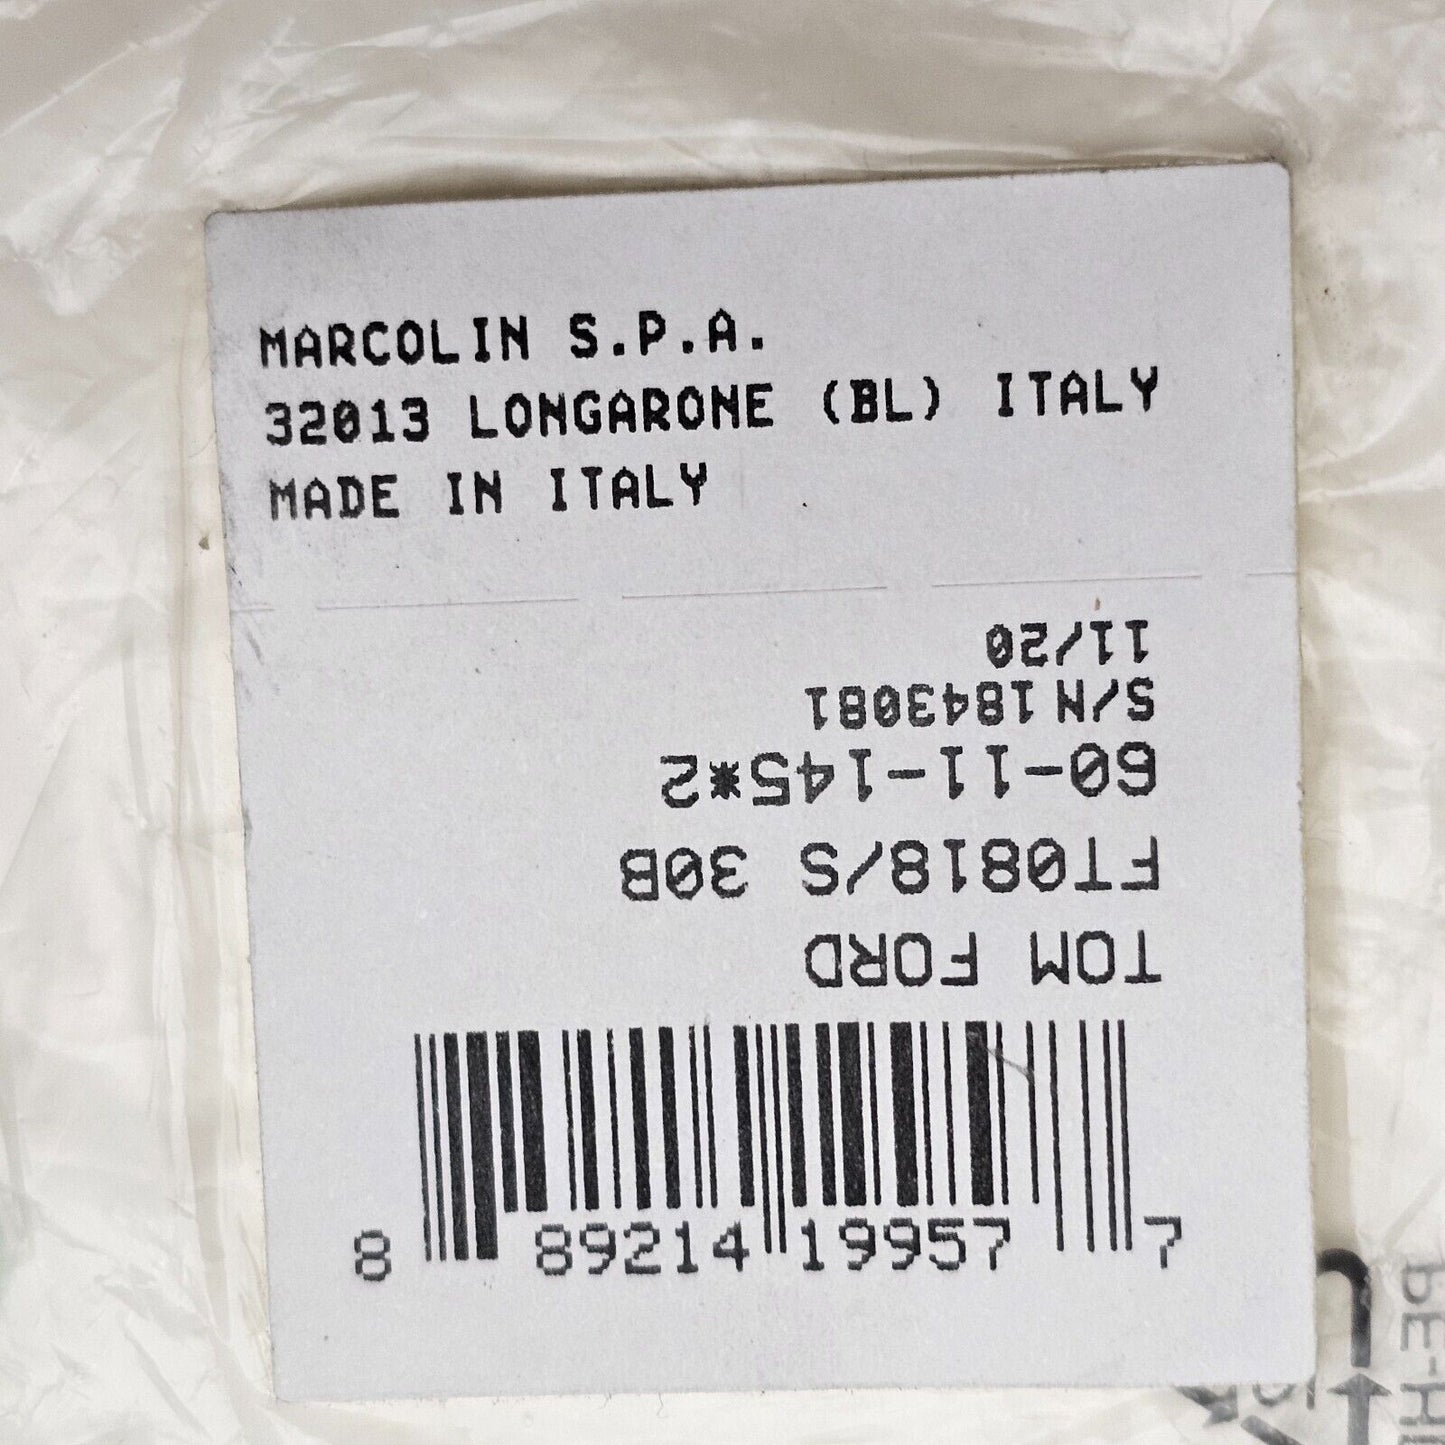 MARCOLIN S.P.A.
32013 LONGARONE (BL) ITALY
MADE IN ITALY
TOM FORD
FT0818/S 30B
60-11-145*2
S/N 1843081
11/20
8 89214 19957 7